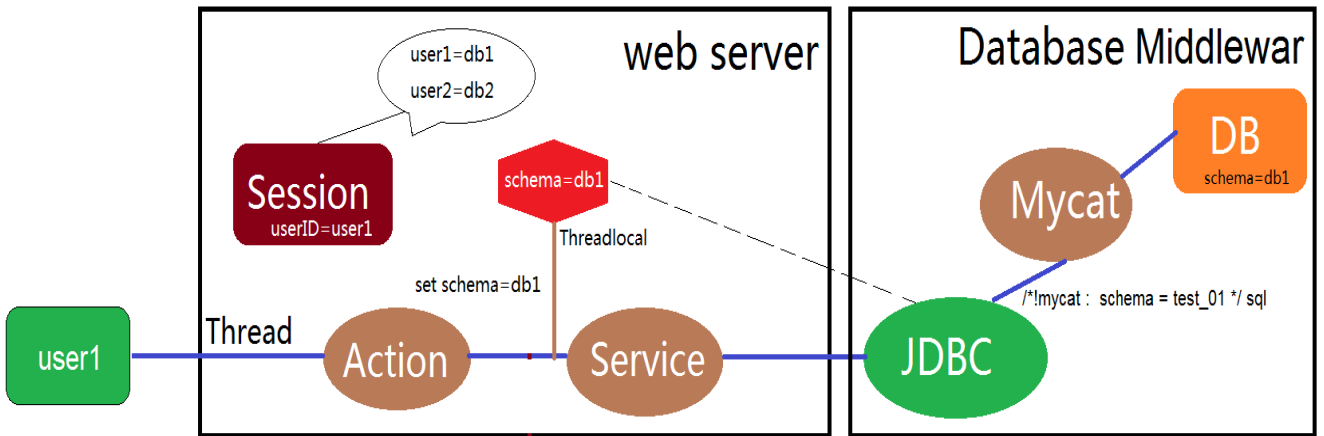 user1=db1
user2=db2
web server
Database Middlewar
Session
userID=user1
schema=db1
DB
schema=db1
Mycat
Threadlocal
set schema=db1
/*!mycat : schema = test_01 */ sql
Thread
user1
Action
Service
JDBC